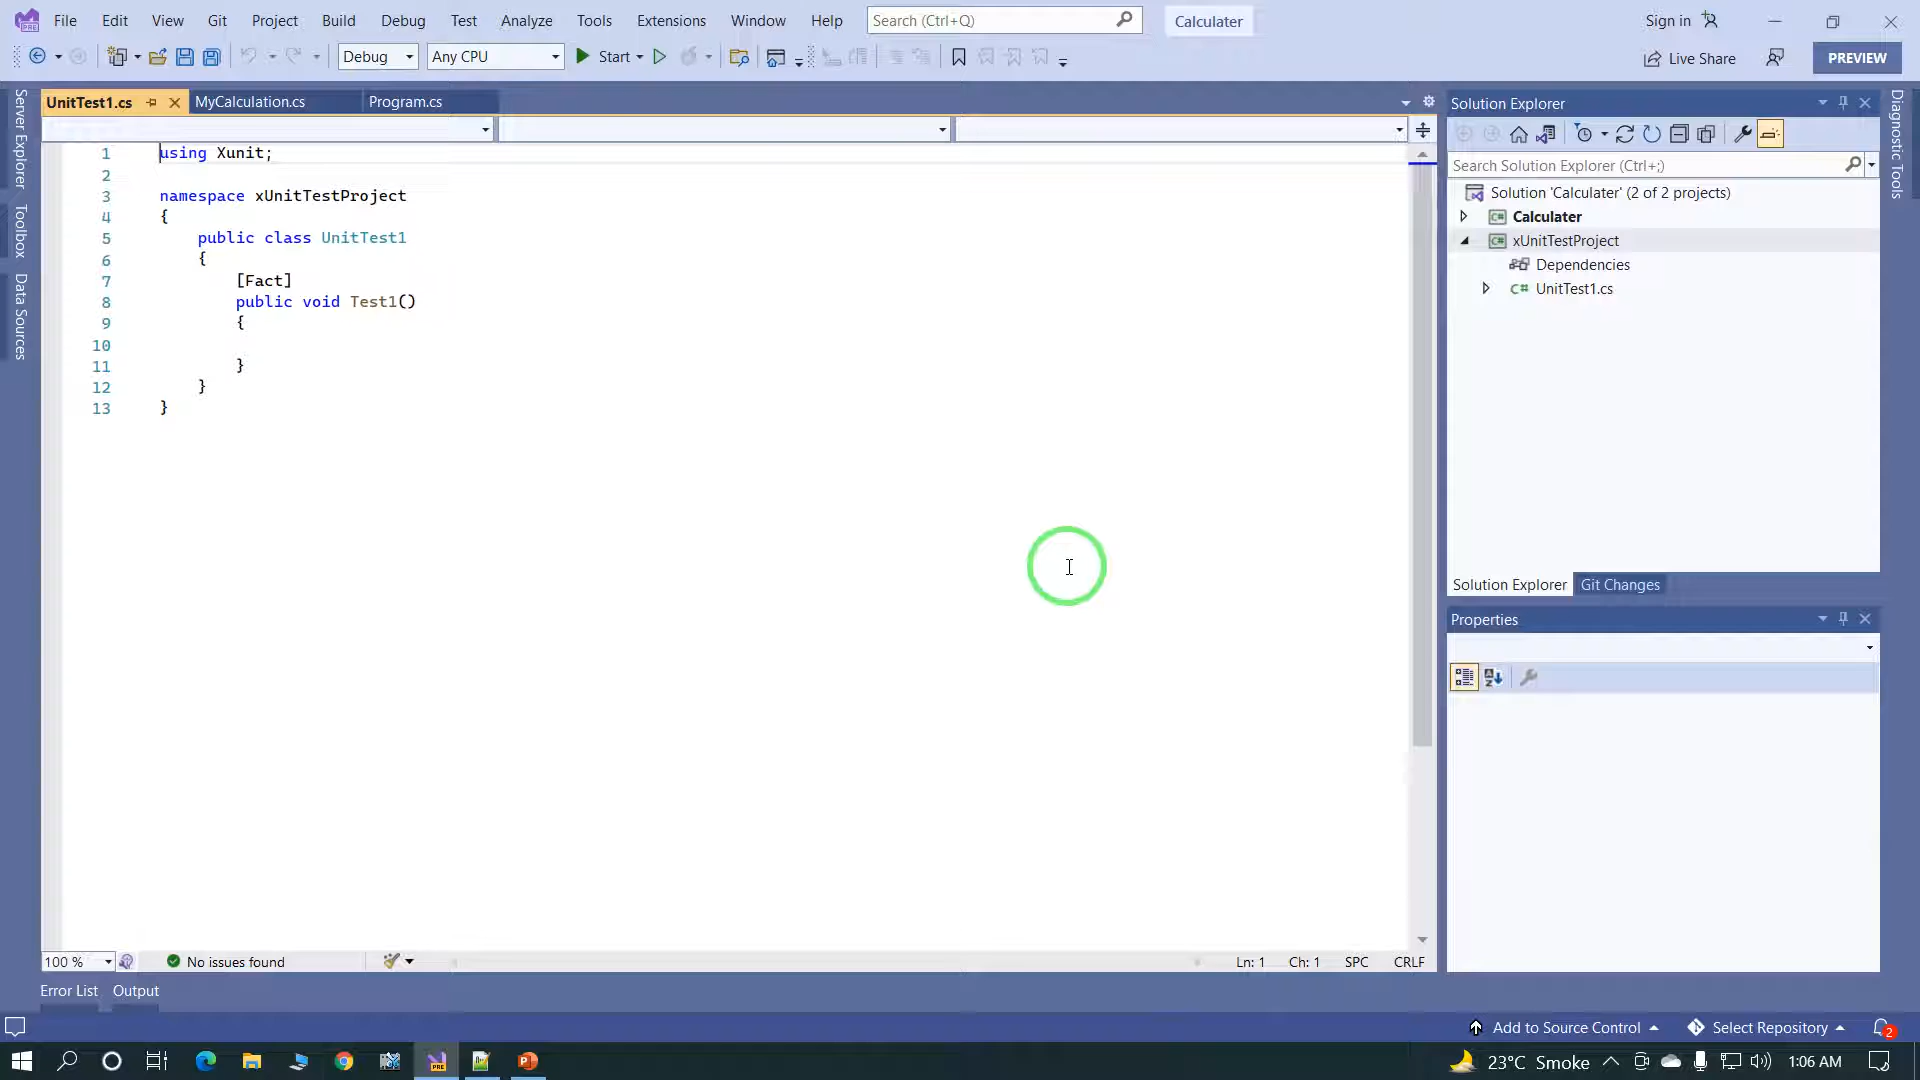 File Edit View Git Project Build Debug Test Analyze Tools Extensions Window Help Search (Ctrl+Q) Calculater Sign in
Debug Any CPU Start Live Share PREVIEW
UnitTest1.cs MyCalculation.cs Program.cs
Server Explorer
Toolbox
Data Sources
1 using Xunit;
2
3 namespace xUnitTestProject
4 {
5 public class UnitTest1
6 {
7 [Fact]
8 public void Test1()
9 {
10
11 }
12 }
13 }
100 % No issues found Ln: 1 Ch: 1 SPC CRLF
Error List Output
Solution Explorer
Search Solution Explorer (Ctrl+;)
Solution 'Calculater' (2 of 2 projects)
C# Calculater
C# xUnitTestProject
Dependencies
C# UnitTest1.cs
Solution Explorer Git Changes
Properties
Diagnostic Tools
Add to Source Control Select Repository 2
PRE 23°C Smoke 1:06 AM